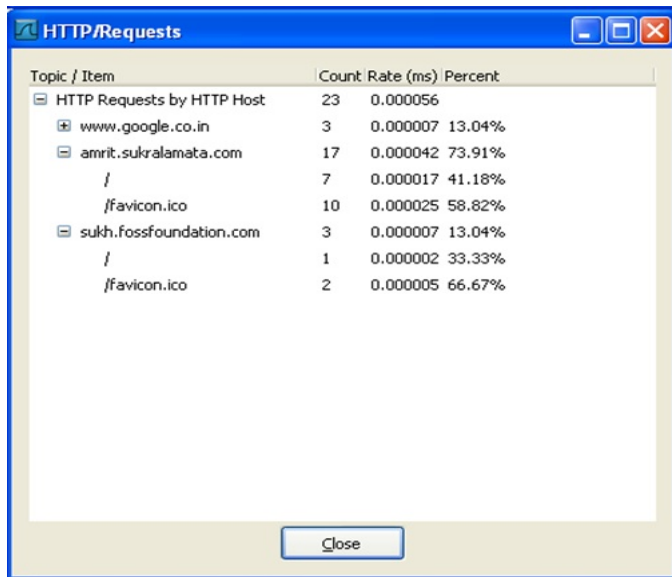 HTTP/Requests
Topic / Item Count Rate (ms) Percent
HTTP Requests by HTTP Host 23 0.000056
www.google.co.in 3 0.000007 13.04%
amrit.sukralamata.com 17 0.000042 73.91%
/ 7 0.000017 41.18%
/favicon.ico 10 0.000025 58.82%
sukh.fossfoundation.com 3 0.000007 13.04%
/ 1 0.000002 33.33%
/favicon.ico 2 0.000005 66.67%
Close